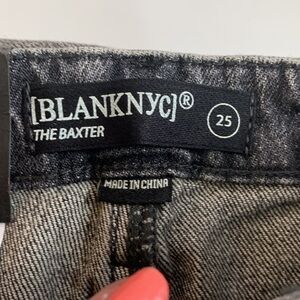 [BLANKNYC]®
THE BAXTER
25
MADE IN CHINA